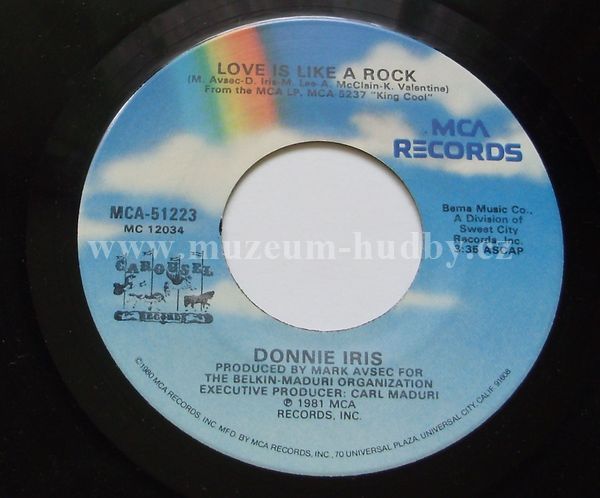 LOVE IS LIKE A ROCK
(M. Avsec-D. Iris-M. Lee-A. McClain-K. Valentine)
From the MCA LP, MCA-5237 "King Cool"
MCA
RECORDS
MCA-51223
MC 12034
Bema Music Co.,
A Division of
Sweet City
Records, Inc.
3:35 ASCAP
www.muzeum-hudby.cz
CAROUSEL
RECORDS
DONNIE IRIS
PRODUCED BY MARK AVSEC FOR
THE BELKIN-MADURI ORGANIZATION
EXECUTIVE PRODUCER: CARL MADURI
℗ 1981 MCA
RECORDS, INC.
©1980 MCA RECORDS, INC. MFG. BY MCA RECORDS, INC., 70 UNIVERSAL PLAZA, UNIVERSAL CITY, CALIF. 91608